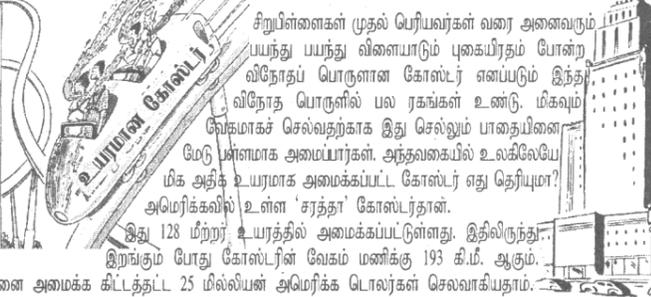 உயரமான கோஸ்டர்
சிறுபிள்ளைகள் முதல் பெரியவர்கள் வரை அனைவரும்
பயந்து பயந்து விளையாடும் புகையிரதம் போன்ற
விநோதப் பொருளான கோஸ்டர் எனப்படும் இந்த
விநோத பொருளில் பல ரகங்கள் உண்டு. மிகவும்
வேகமாகச் செல்வதற்காக இது செல்லும் பாதையினை
மேடு பள்ளமாக அமைப்பார்கள். அந்தவகையில் உலகிலேயே
மிக அதிக உயரமாக அமைக்கப்பட்ட கோஸ்டர் எது தெரியுமா?
அமெரிக்கவில் உள்ள 'சரத்தா' கோஸ்டர்தான்.
இது 128 மீற்றர் உயரத்தில் அமைக்கப்பட்டுள்ளது. இதிலிருந்து
இறங்கும் போது கோஸ்டரின் வேகம் மணிக்கு 193 கி.மீ. ஆகும்.
னை அமைக்க கிட்டத்தட்ட 25 மில்லியன் அமெரிக்க டொலர்கள் செலவாகியதாம்.